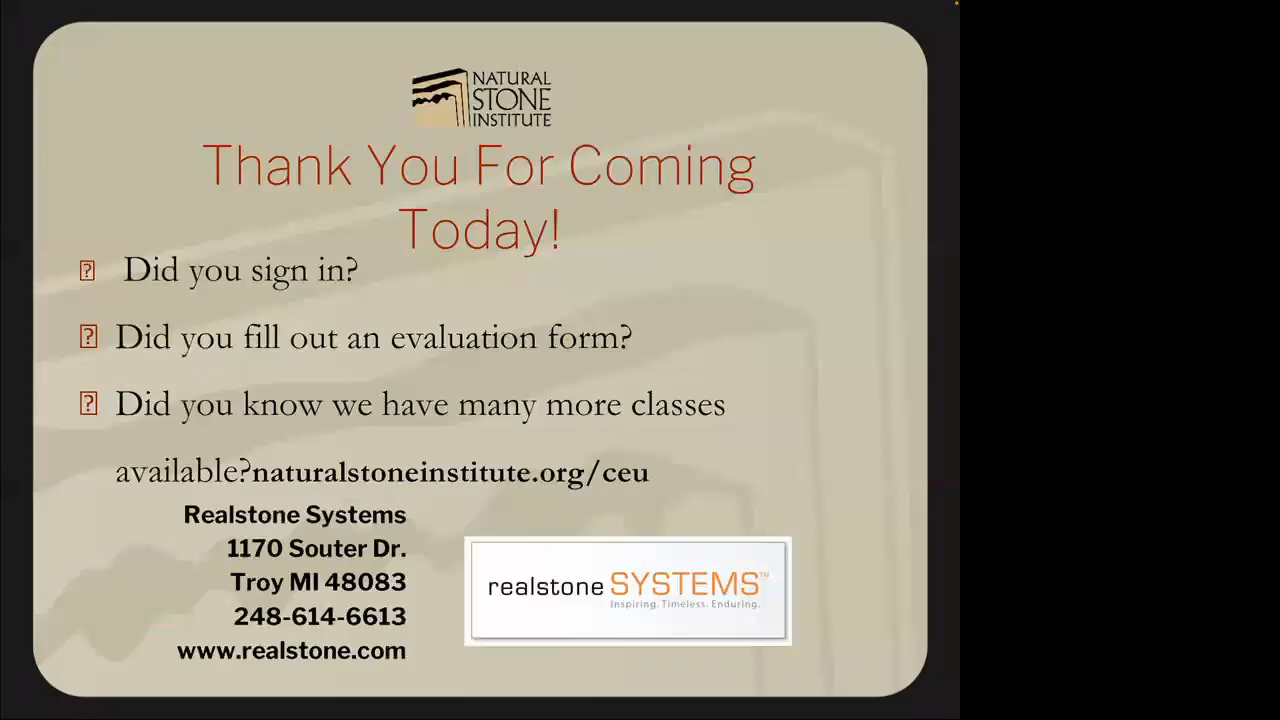 NATURAL
STONE
INSTITUTE
Thank You For Coming
Today!
Did you sign in?
Did you fill out an evaluation form?
Did you know we have many more classes
available?naturalstoneinstitute.org/ceu
Realstone Systems
1170 Souter Dr.
Troy MI 48083
248-614-6613
www.realstone.com
realstone SYSTEMS™
Inspiring. Timeless. Enduring.